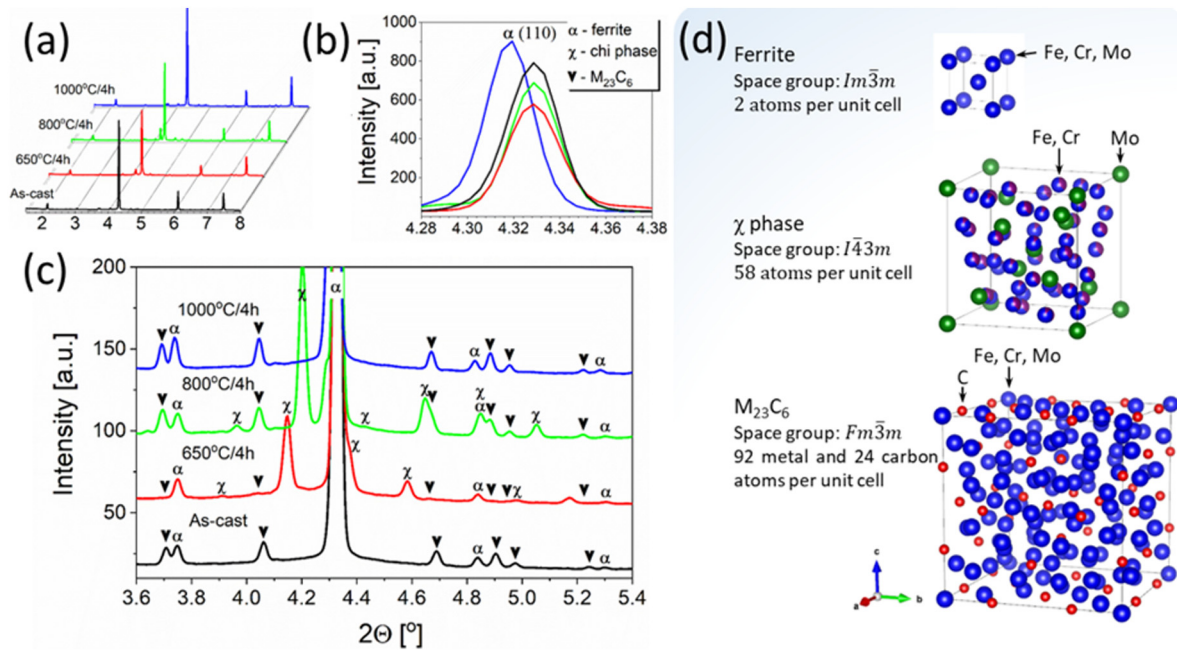 (a)
1000°C/4h
800°C/4h
650°C/4h
As-cast
2 3 4 5 6 7 8
(b)
α (110)
α - ferrite
χ - chi phase
▼ - M23C6
Intensity [a.u.]
1000
800
600
400
200
4.28 4.30 4.32 4.34 4.36 4.38
(c)
Intensity [a.u.]
200
150
100
50
1000°C/4h
▼ α ▼ α ▼ α ▼ ▼ ▼ α
800°C/4h
▼ α χ ▼ χ χ χ ▼ χ α ▼ ▼ χ ▼ α
650°C/4h
▼ α χ ▼ χ χ χ ▼ α ▼ ▼ χ ▼ α
As-cast
▼ α ▼ ▼ α ▼ ▼ ▼ α
3.6 3.8 4.0 4.2 4.4 4.6 4.8 5.0 5.2 5.4
2Θ [°]
(d)
Ferrite
Space group: Im3̄m
2 atoms per unit cell
Fe, Cr, Mo
Fe, Cr
Mo
χ phase
Space group: I4̄3m
58 atoms per unit cell
Fe, Cr, Mo
C
M23C6
Space group: Fm3̄m
92 metal and 24 carbon
atoms per unit cell
c
a
b